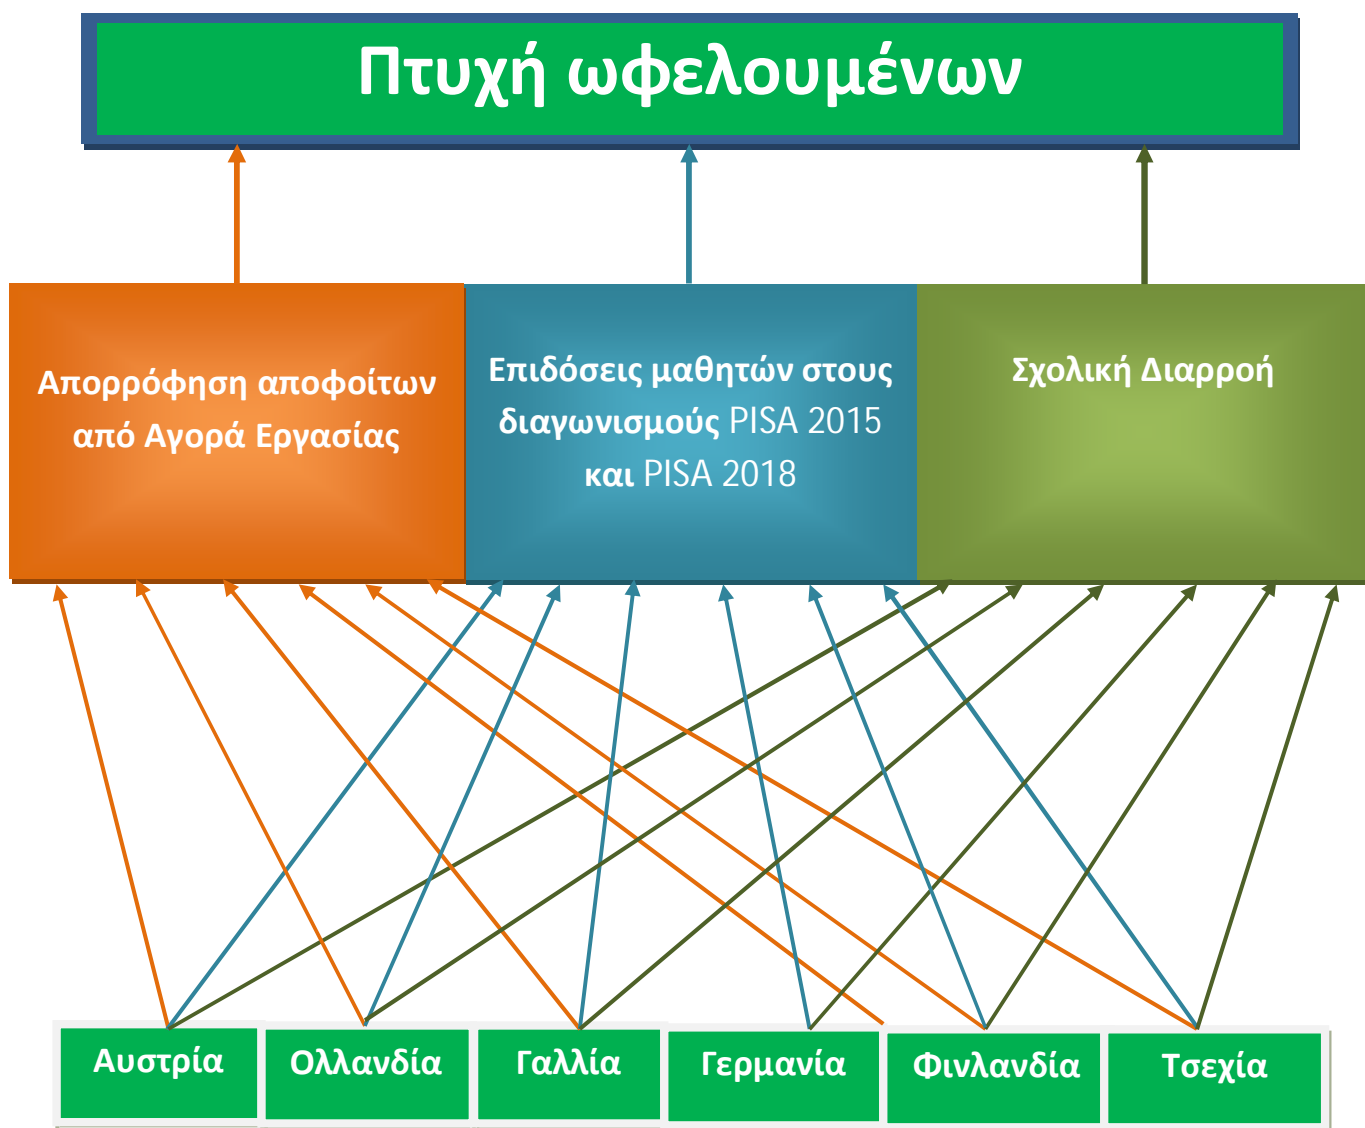 Πτυχή ωφελουμένων
Απορρόφηση αποφοίτων
από Αγορά Εργασίας
Επιδόσεις μαθητών στους
διαγωνισμούς PISA 2015
και PISA 2018
Σχολική Διαρροή
Αυστρία
Ολλανδία
Γαλλία
Γερμανία
Φινλανδία
Τσεχία